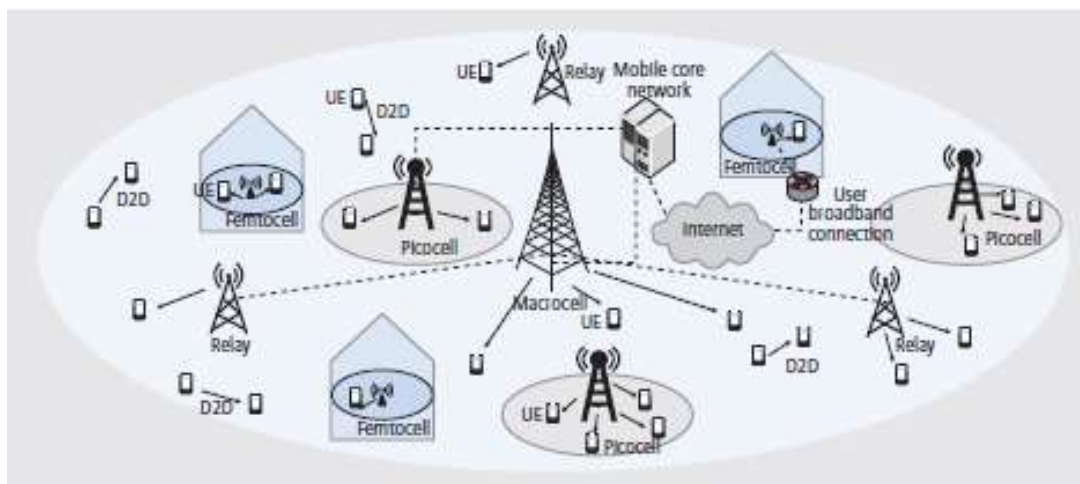 UE
Relay
Mobile core
network
UE
D2D
D2D
UE
Femtocell
Picocell
Femtocell
Internet
User
broadband
connection
Picocell
Relay
Macrocell
UE
D2D
Relay
D2D
Femtocell
UE
Picocell